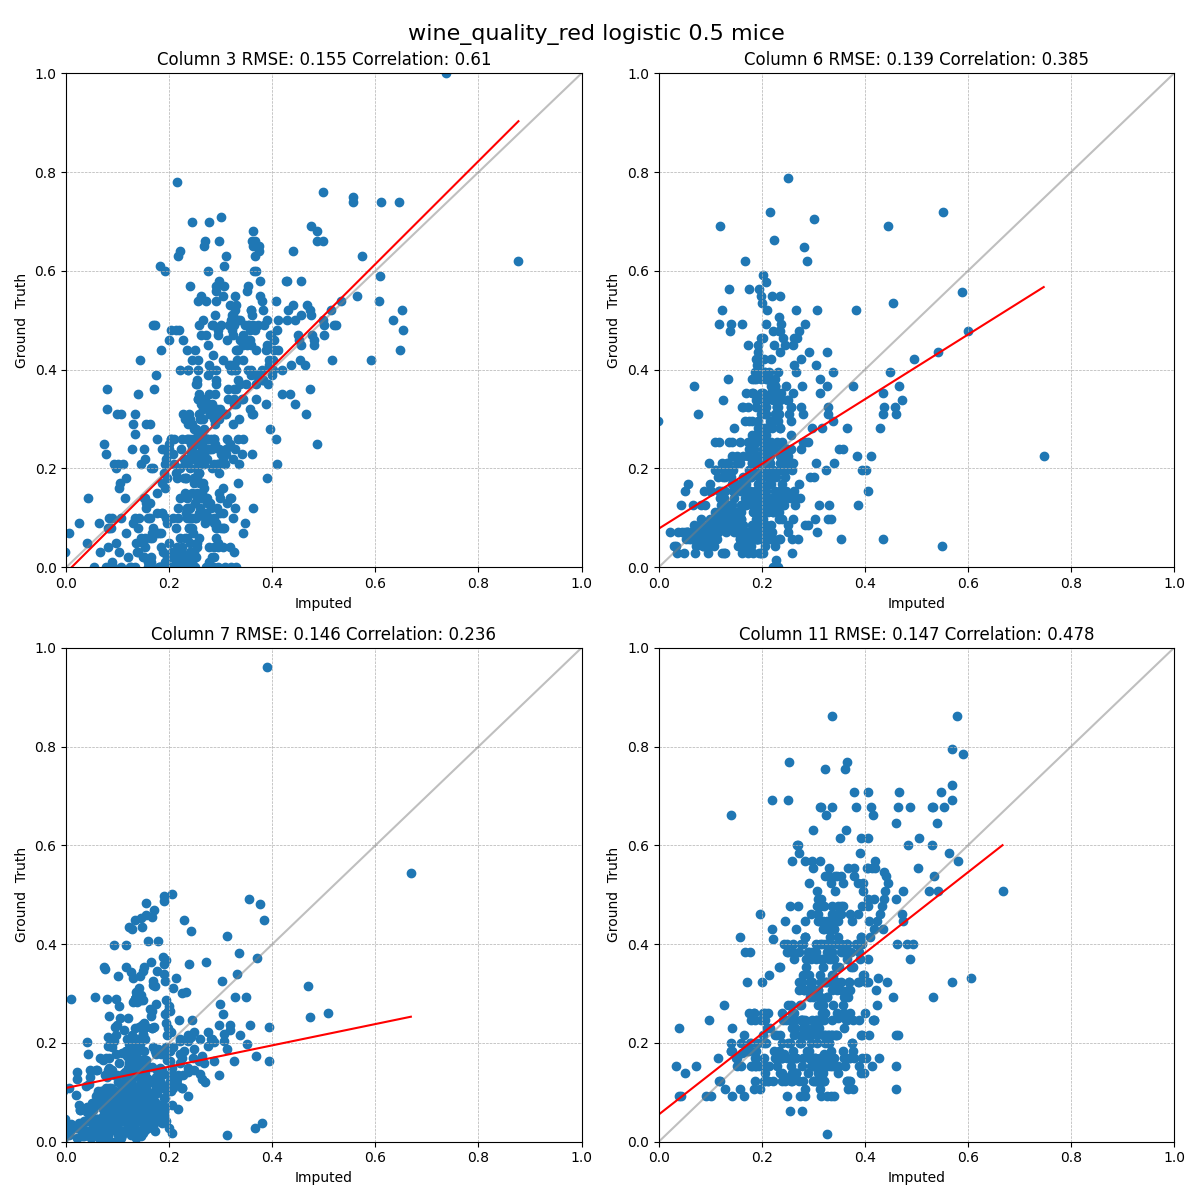 wine_quality_red logistic 0.5 mice
Column 3 RMSE: 0.155 Correlation: 0.61
1.0
0.8
0.6
0.4
0.2
0.0
Ground Truth
0.0 0.2 0.4 0.6 0.8 1.0
Imputed
Column 6 RMSE: 0.139 Correlation: 0.385
1.0
0.8
0.6
0.4
0.2
0.0
Ground Truth
0.0 0.2 0.4 0.6 0.8 1.0
Imputed
Column 7 RMSE: 0.146 Correlation: 0.236
1.0
0.8
0.6
0.4
0.2
0.0
Ground Truth
0.0 0.2 0.4 0.6 0.8 1.0
Imputed
Column 11 RMSE: 0.147 Correlation: 0.478
1.0
0.8
0.6
0.4
0.2
0.0
Ground Truth
0.0 0.2 0.4 0.6 0.8 1.0
Imputed